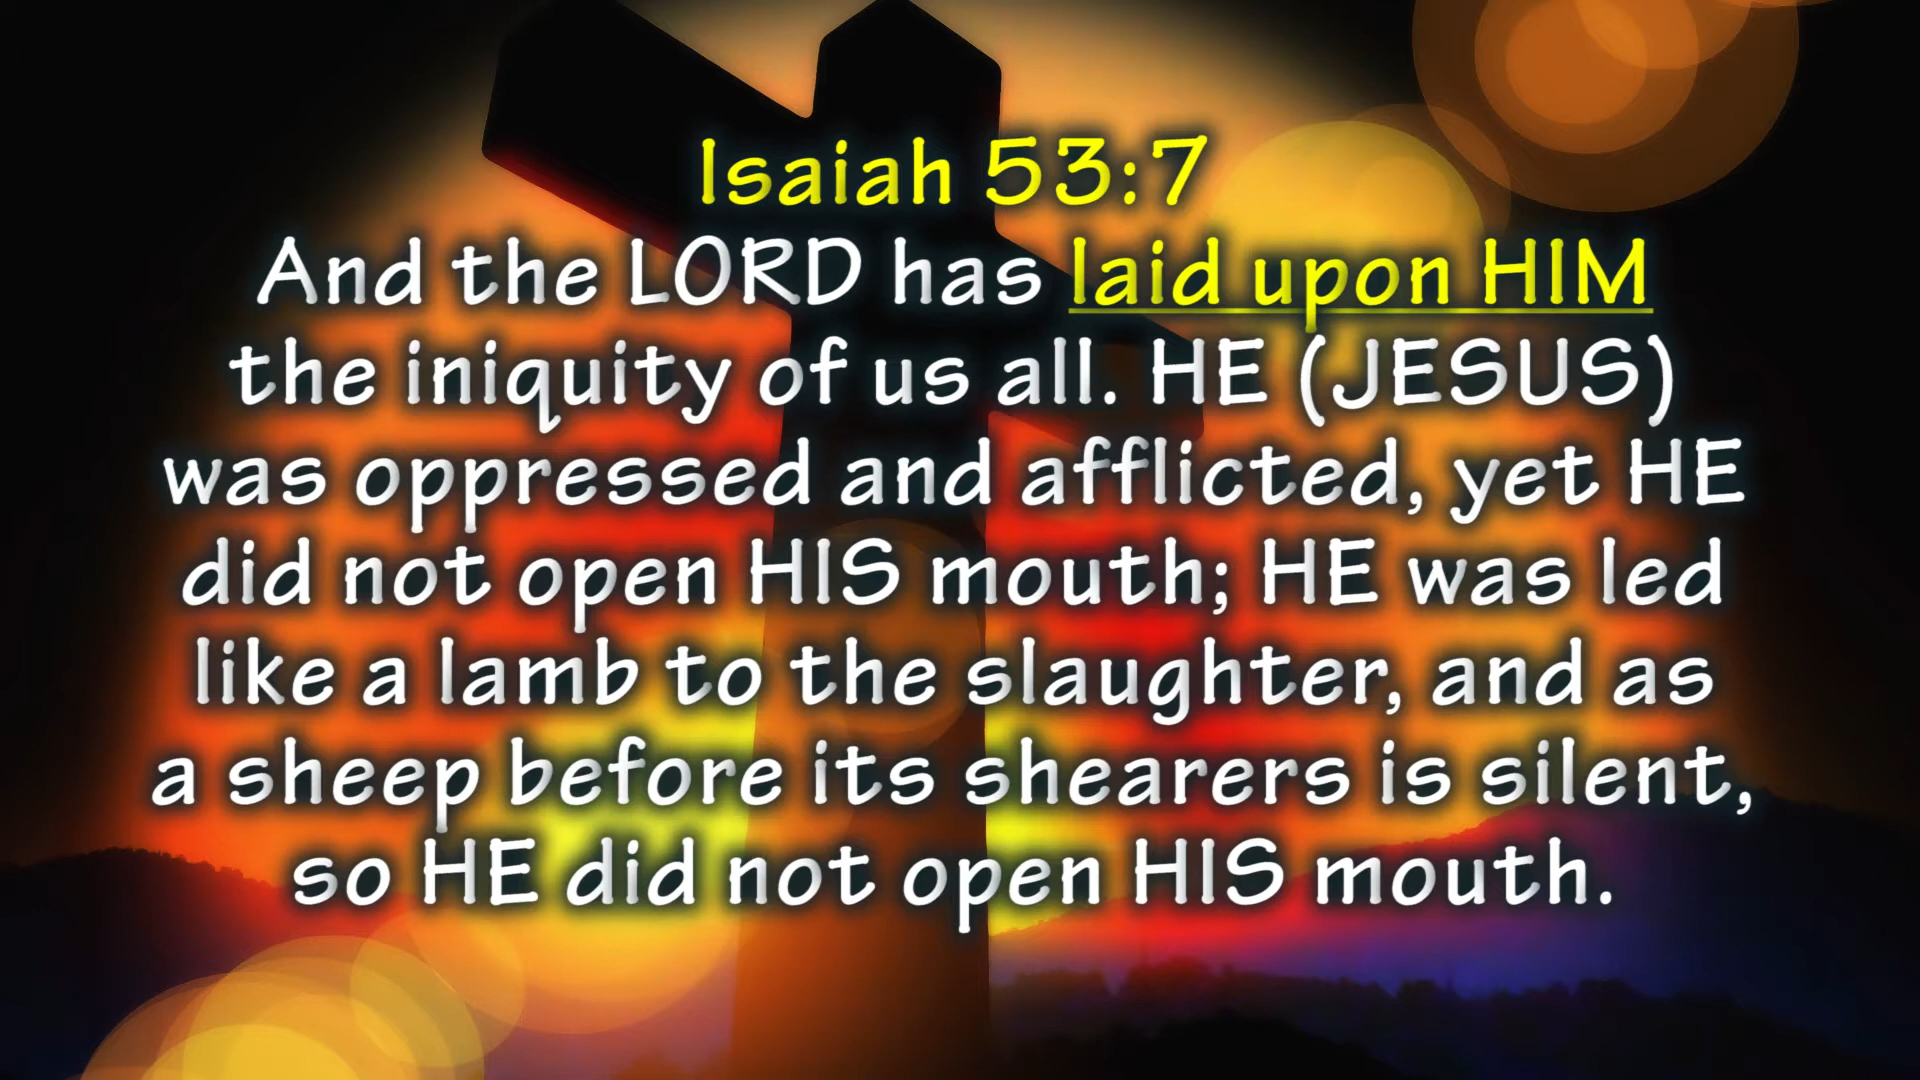 Isaiah 53:7
And the LORD has laid upon HIM
the iniquity of us all. HE (JESUS)
was oppressed and afflicted, yet HE
did not open HIS mouth; HE was led
like a lamb to the slaughter, and as
a sheep before its shearers is silent,
so HE did not open HIS mouth.